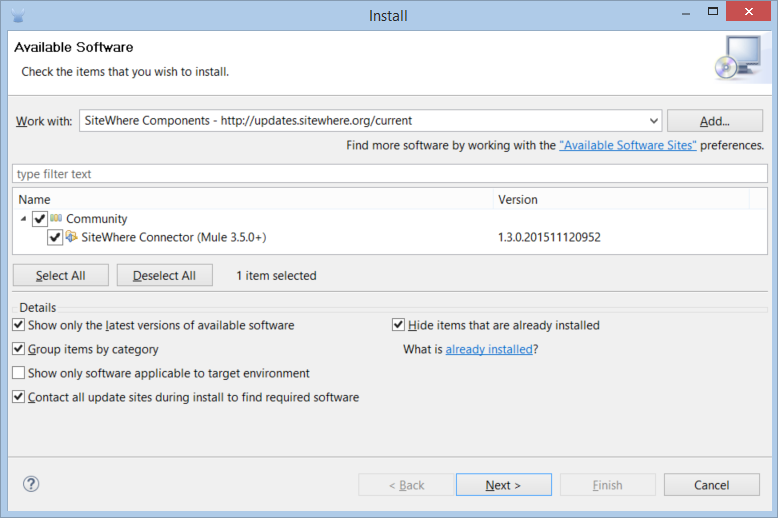 Install
Available Software
Check the items that you wish to install.
Work with: SiteWhere Components - http://updates.sitewhere.org/current Add...
Find more software by working with the "Available Software Sites" preferences.
type filter text
Name Version
Community
SiteWhere Connector (Mule 3.5.0+) 1.3.0.201511120952
Select All Deselect All 1 item selected
Details
Show only the latest versions of available software Hide items that are already installed
Group items by category What is already installed?
Show only software applicable to target environment
Contact all update sites during install to find required software
? < Back Next > Finish Cancel